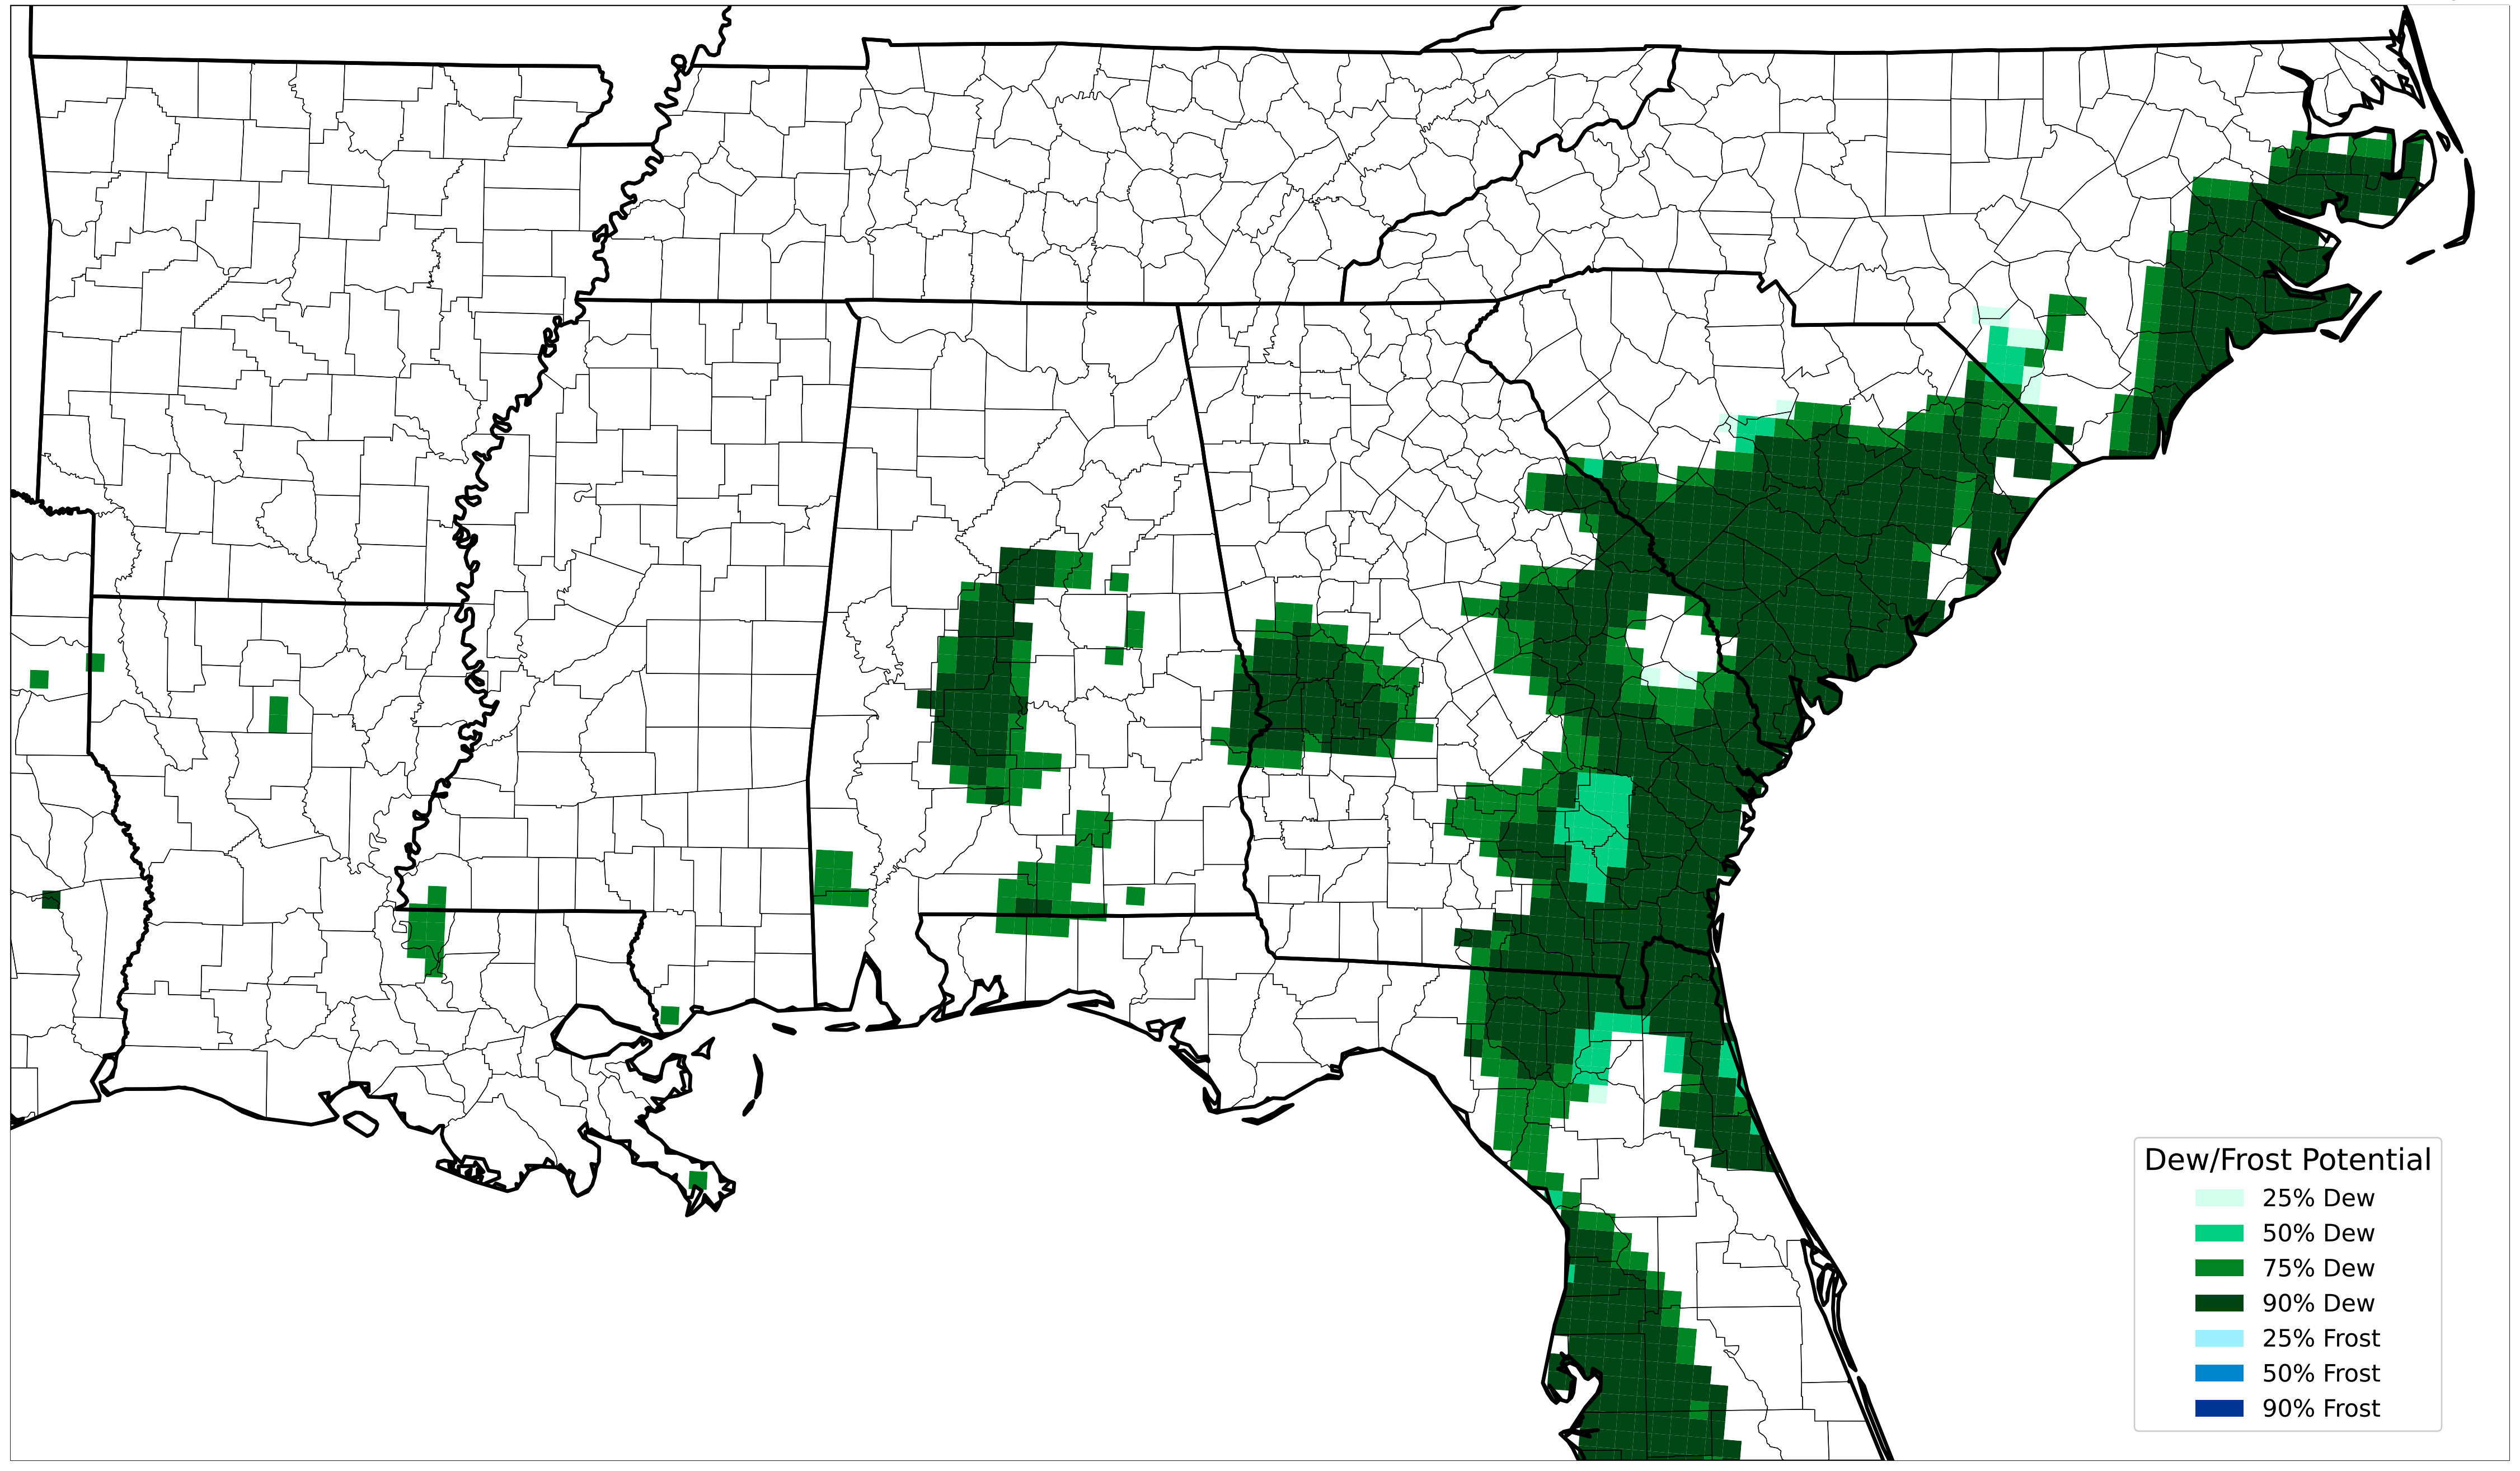 Dew/Frost Potential
25% Dew
50% Dew
75% Dew
90% Dew
25% Frost
50% Frost
90% Frost